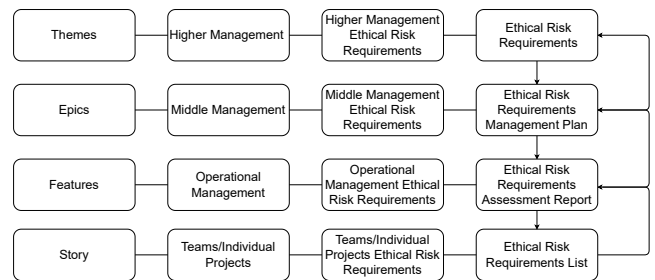 Themes
Higher Management
Higher Management
Ethical Risk
Requirements
Ethical Risk
Requirements
Epics
Middle Management
Middle Management
Ethical Risk
Requirements
Ethical Risk
Requirements
Management Plan
Features
Operational
Management
Operational
Management Ethical
Risk Requirements
Ethical Risk
Requirements
Assessment Report
Story
Teams/Individual
Projects
Teams/Individual
Projects Ethical Risk
Requirements
Ethical Risk
Requirements List